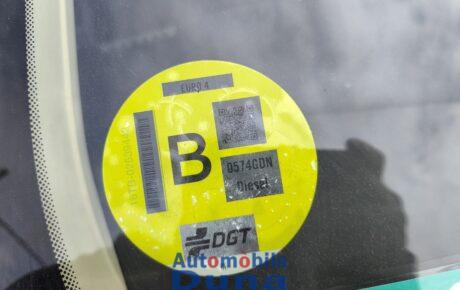 EURO 4
B
0574GDN
Diesel
DGT
Automobile
Duna